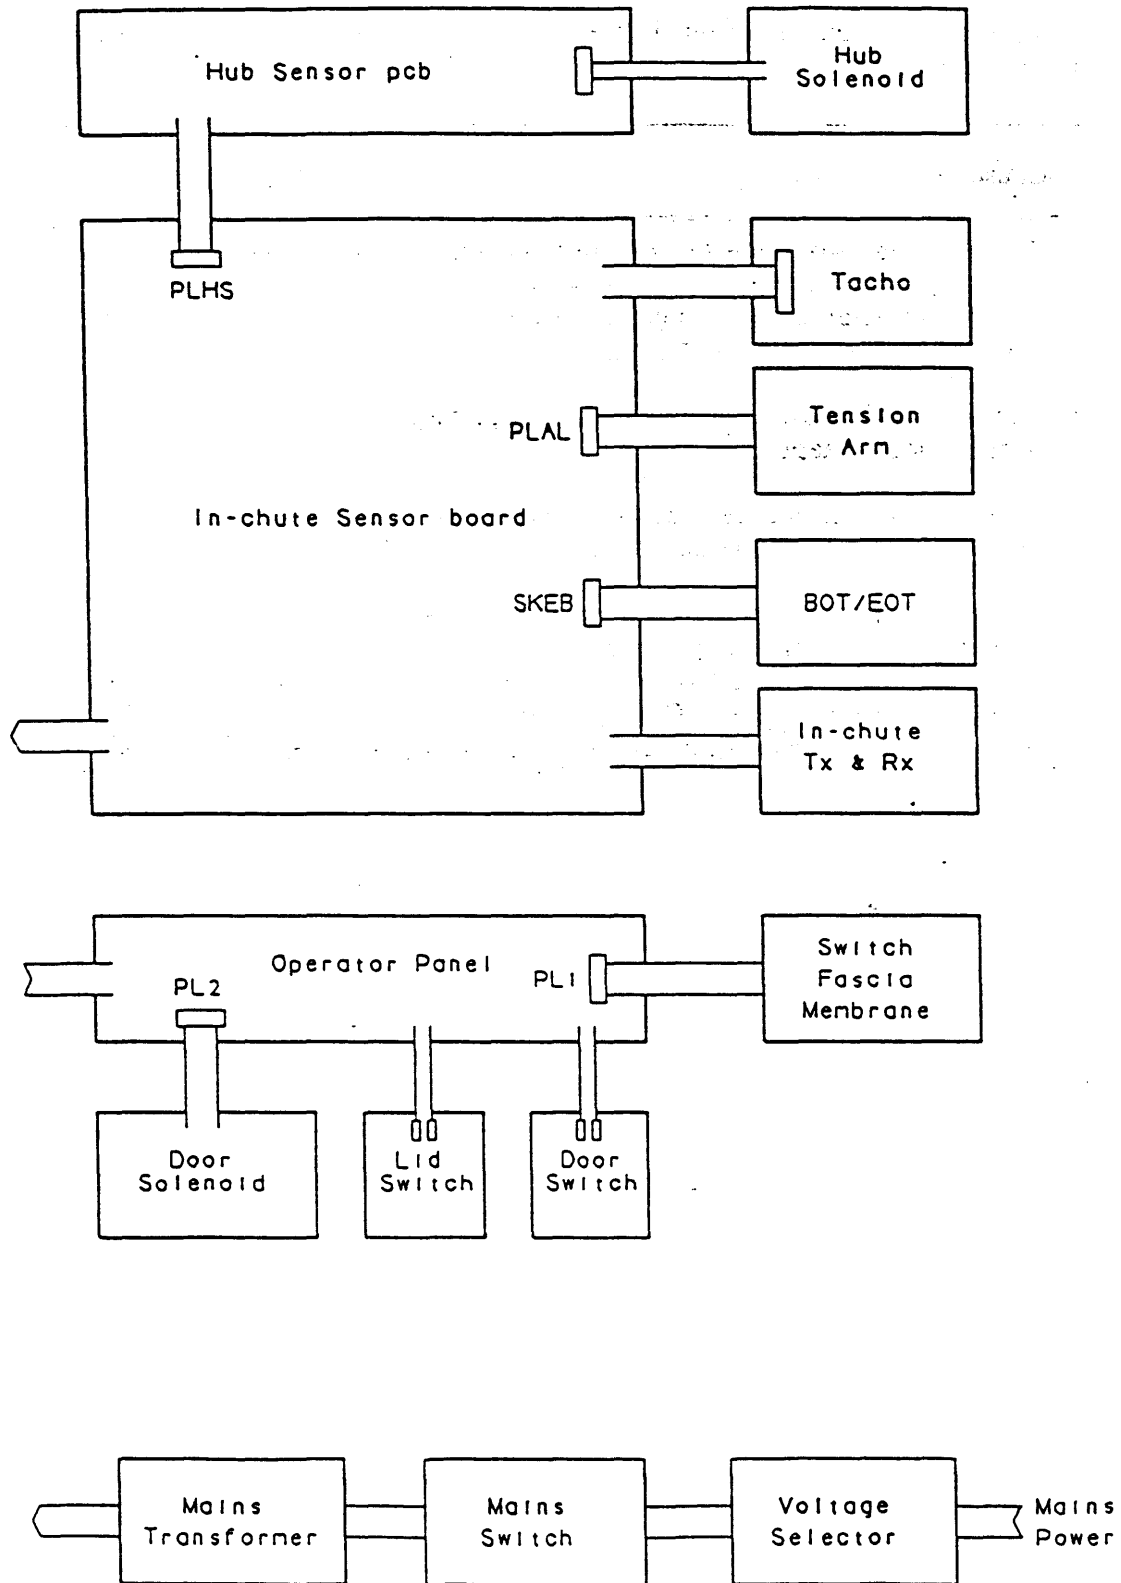 Hub Sensor pcb
Hub
Solenoid
PLHS
Tacho
PLAL
Tension
Arm
In-chute Sensor board
SKEB
BOT/EOT
In-chute
Tx & Rx
Operator Panel
PL2
PL1
Switch
Fascia
Membrane
Door
Solenoid
Lid
Switch
Door
Switch
Mains
Transformer
Mains
Switch
Voltage
Selector
Mains
Power